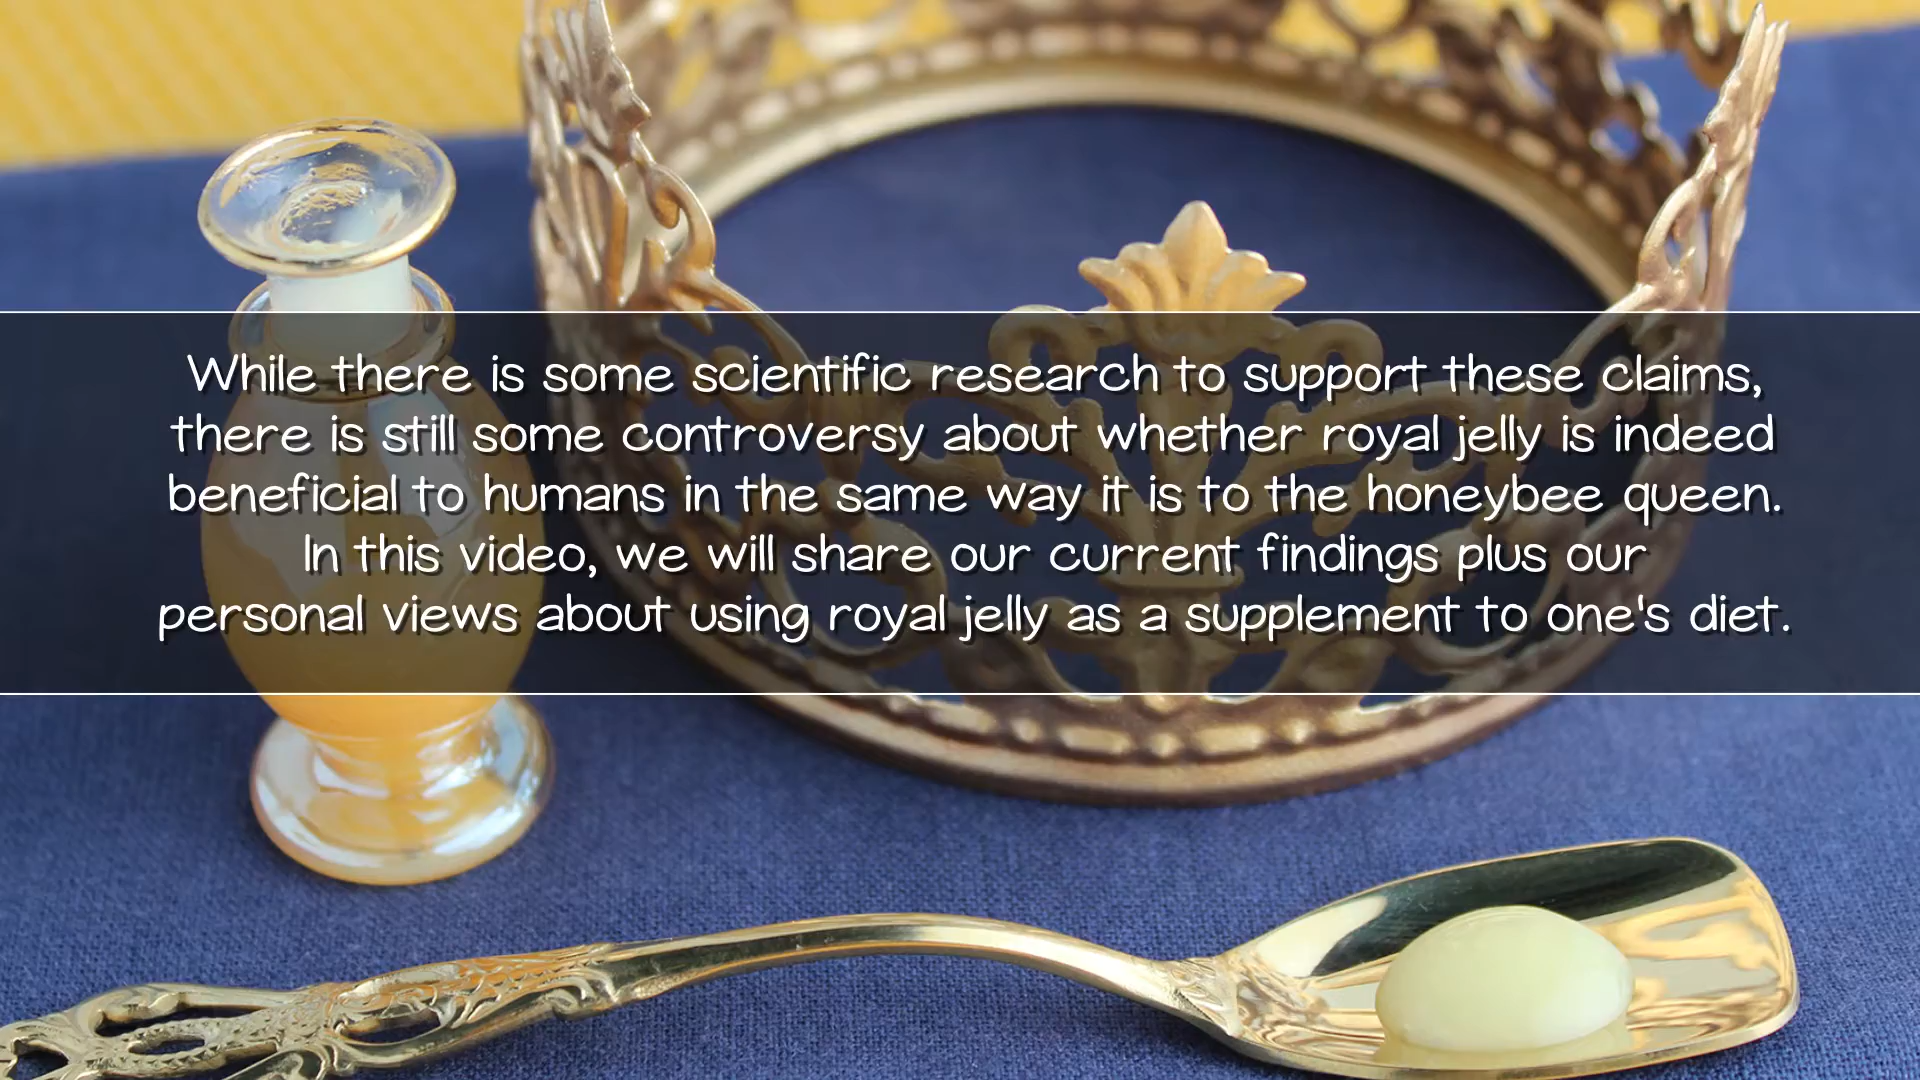 While there is some scientific research to support these claims,
there is still some controversy about whether royal jelly is indeed
beneficial to humans in the same way it is to the honeybee queen.
In this video, we will share our current findings plus our
personal views about using royal jelly as a supplement to one's diet.